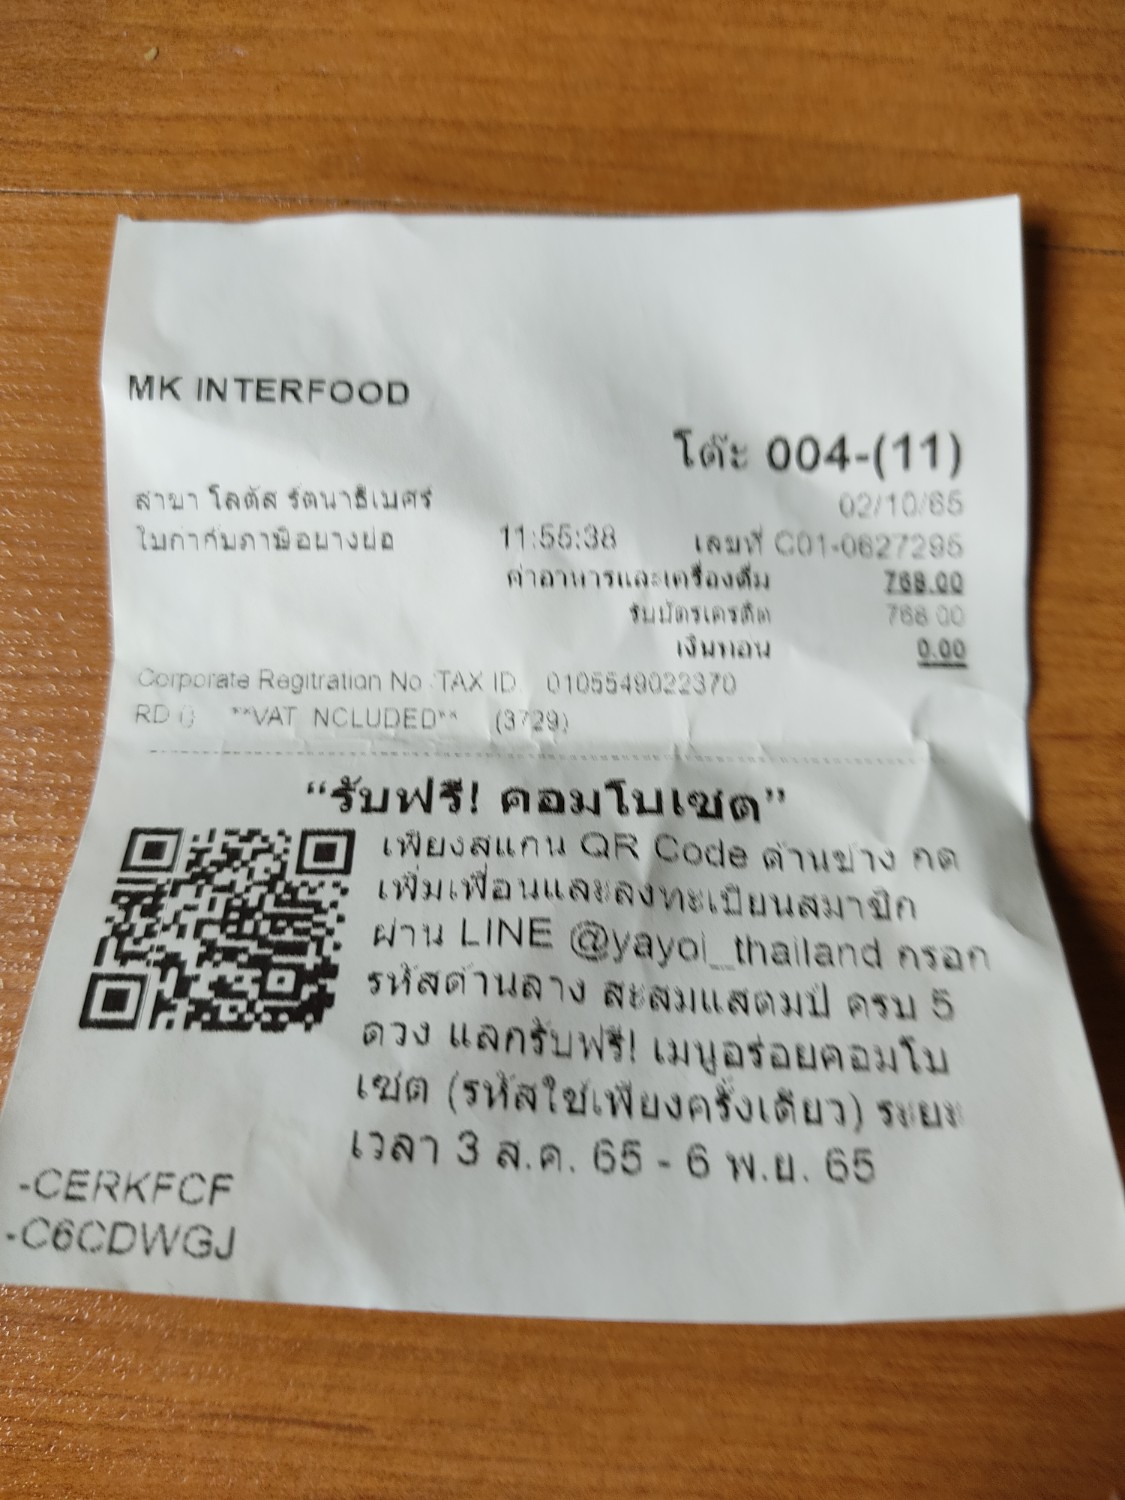 MK INTERFOOD
โต๊ะ 004-(11)
สาขา โลตัส รัตนาธิเบศร์ 02/10/65
ใบกำกับภาษีอย่างย่อ 11:55:38 เลขที่ C01-0627295
ค่าอาหารและเครื่องดื่ม 768.00
รับบัตรเครดิต 768.00
เงินทอน 0.00
Corporate Regitration No. TAX ID. 0105549022370
RD () **VAT INCLUDED** (3729)
“รับฟรี! คอมโบเซต”
เพียงสแกน QR Code ด้านข้าง กด
เพิ่มเพื่อนและลงทะเบียนสมาชิก
ผ่าน LINE @yayoi_thailand กรอก
รหัสด้านล่าง สะสมแสตมป์ ครบ 5
ดวง แลกรับฟรี! เมนูอร่อยคอมโบ
เซต (รหัสใช้เพียงครั้งเดียว) ระยะ
เวลา 3 ส.ค. 65 - 6 พ.ย. 65
-CERKFCF
-C6CDWGJ